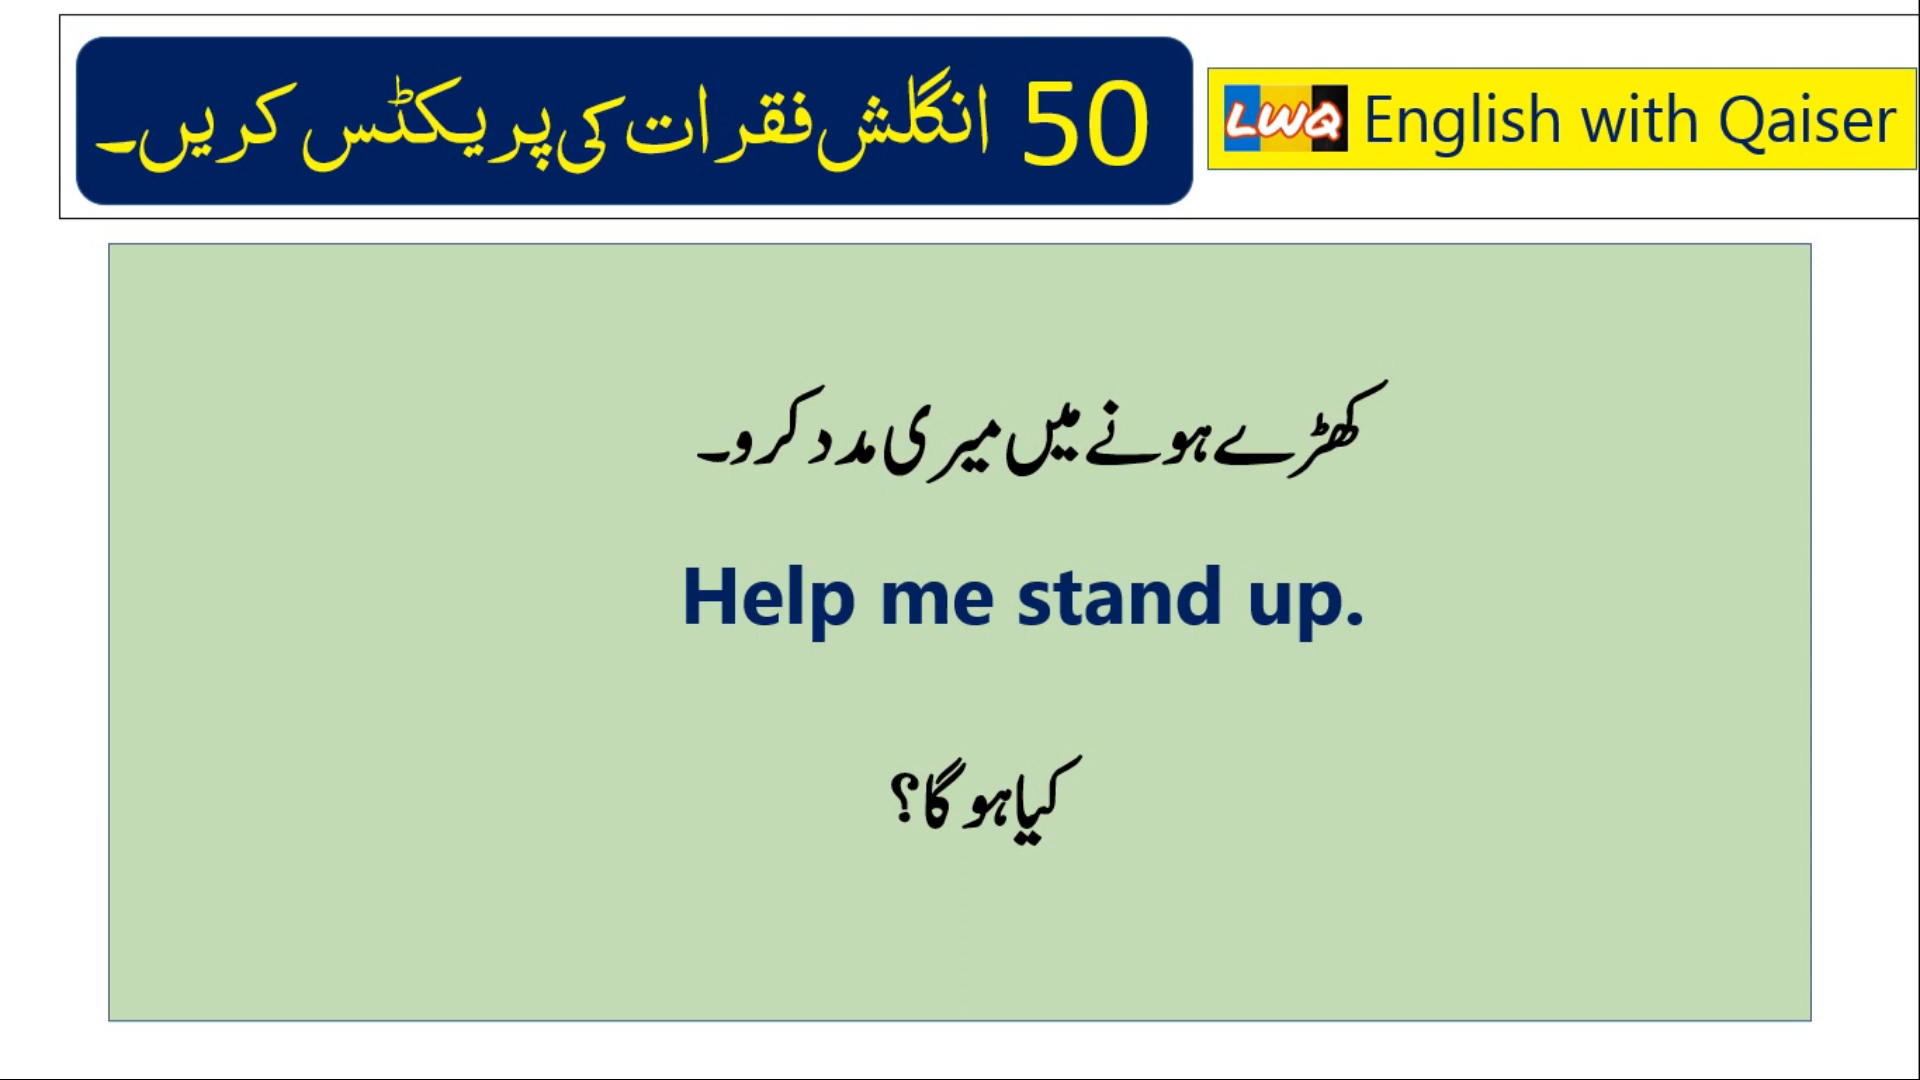 50 انگلش فقرات کی پریکٹس کریں۔
LWQ English with Qaiser
کھڑے ہونے میں میری مدد کرو۔
Help me stand up.
کیا ہو گا؟